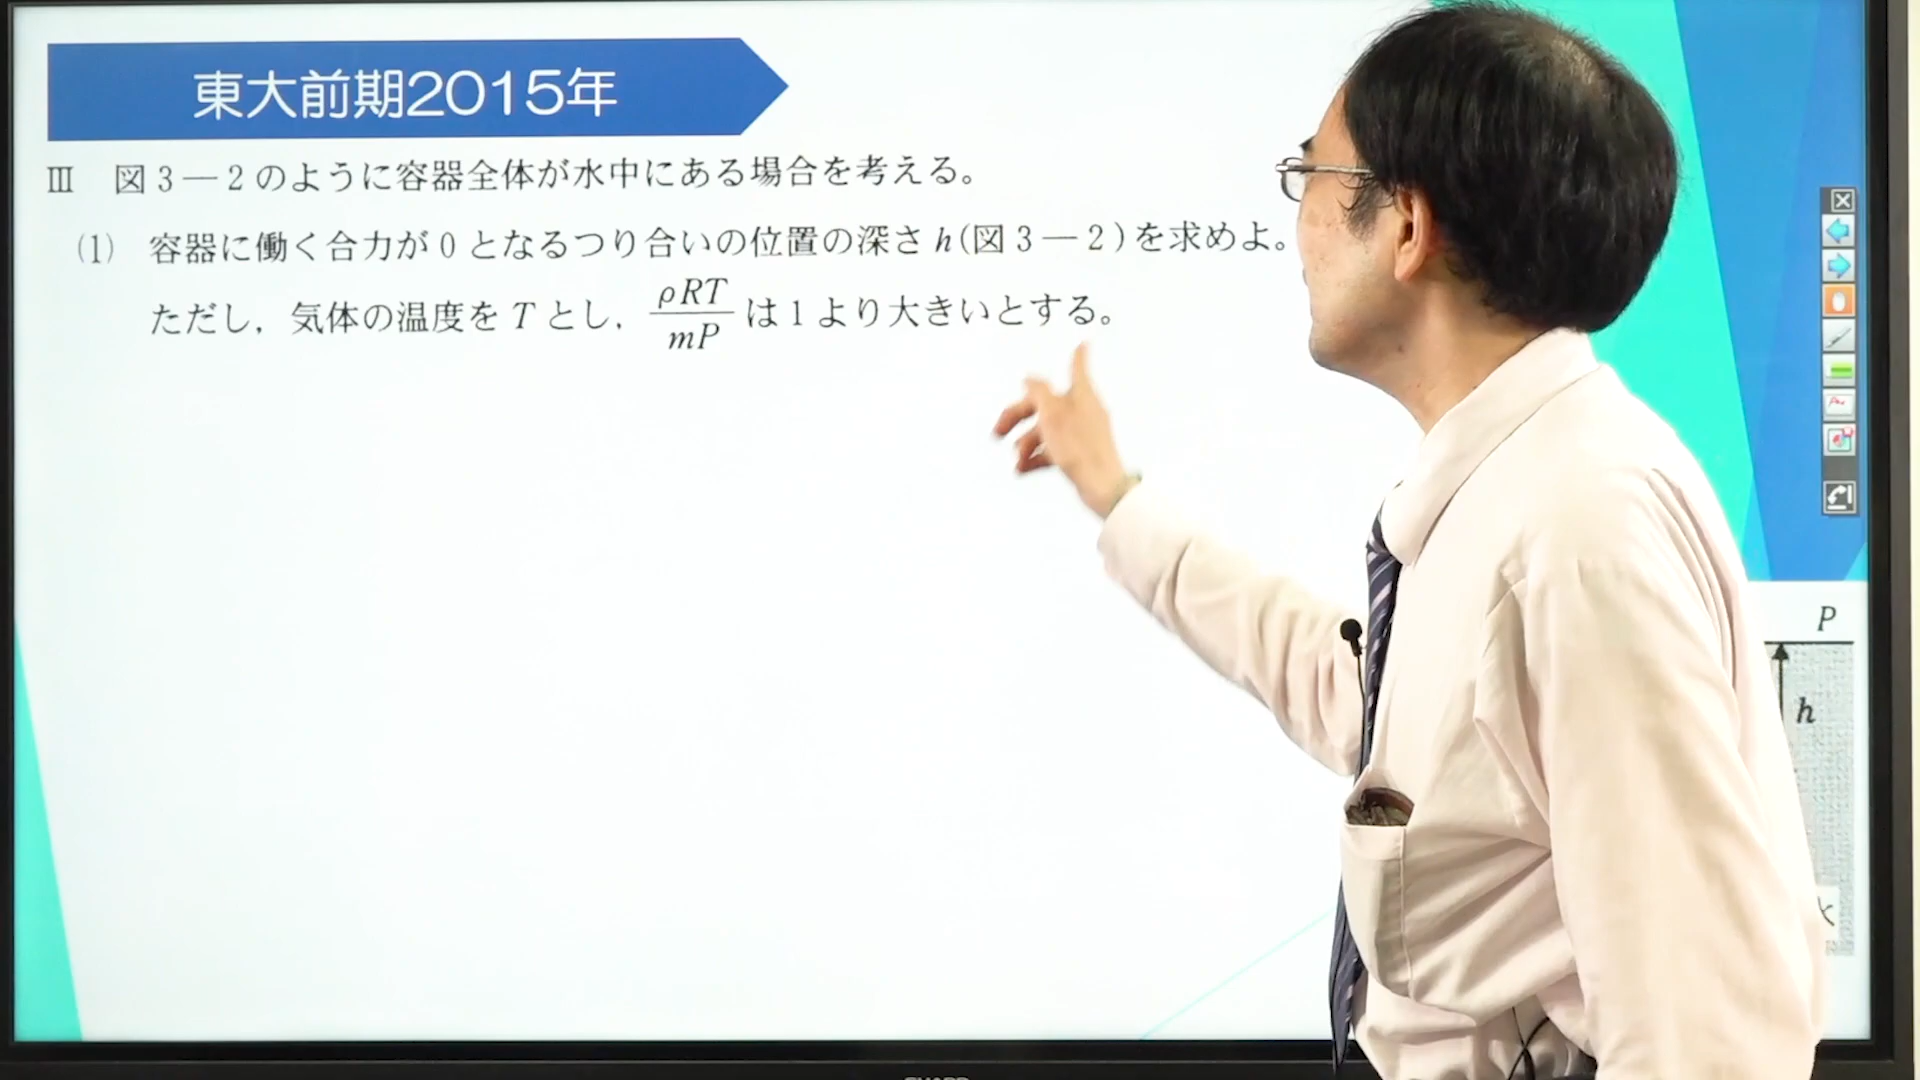 東大前期2015年
Ⅲ 図3―2のように容器全体が水中にある場合を考える。
(1) 容器に働く合力が0となるつり合いの位置の深さh(図3―2)を求めよ。
ただし,気体の温度をTとし,ρRT/mPは1より大きいとする。
P
h